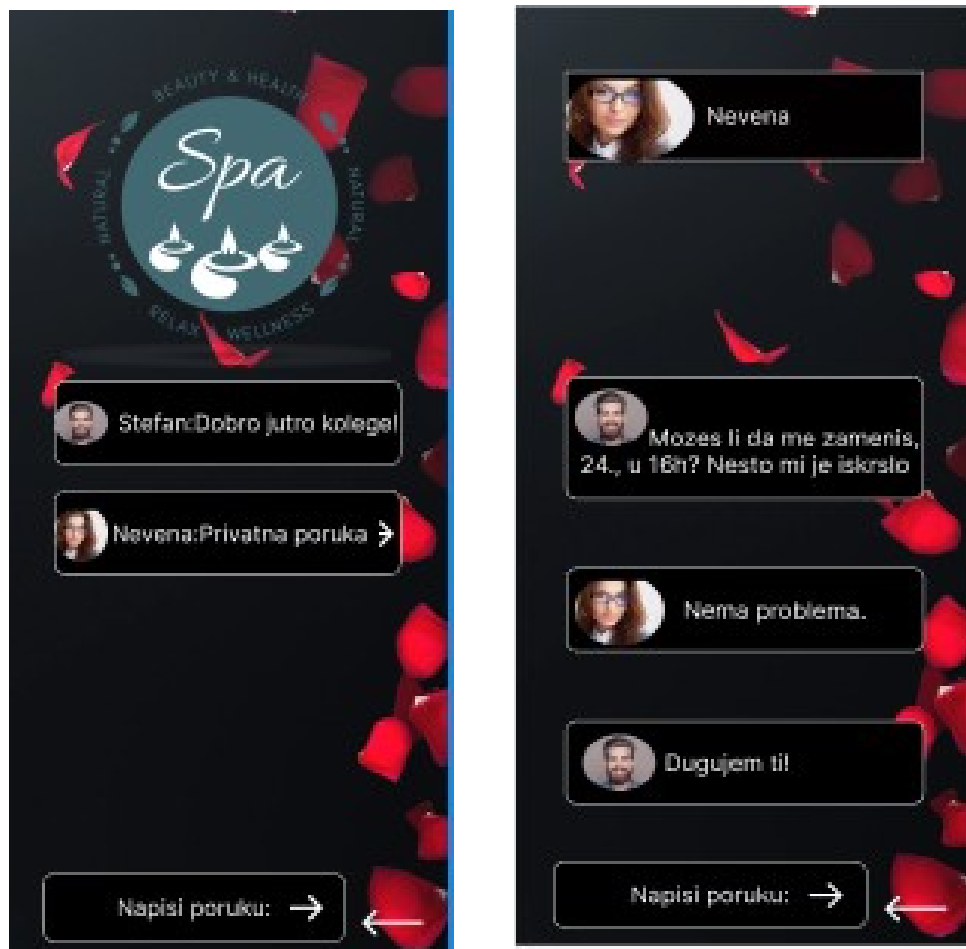 BEAUTY & HEALTH
NATURAL
Spa
RELAX & WELLNESS
Stefan:Dobro jutro kolege!
Nevena:Privatna poruka
Napisi poruku:
Nevena
Mozes li da me zamenis,
24., u 16h? Nesto mi je iskrslo
Nema problema.
Dugujem ti!
Napisi poruku: